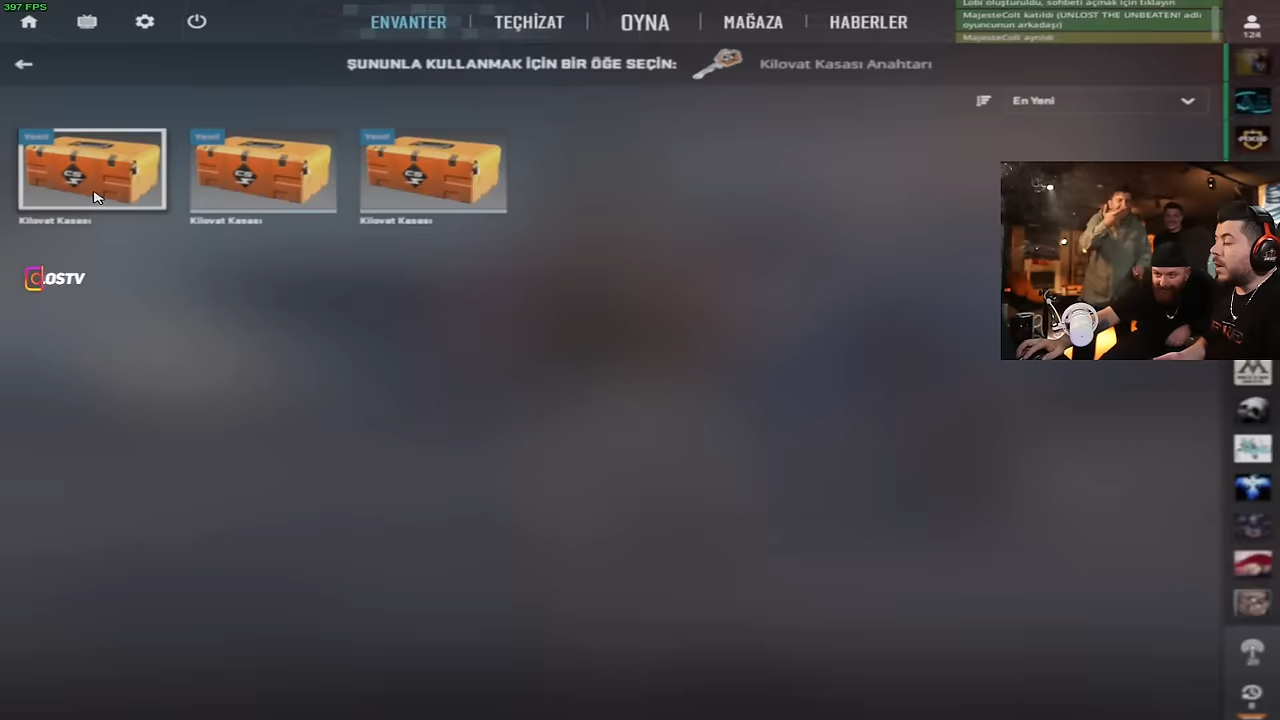 397 FPS
ENVANTER
TEÇHİZAT
OYNA
MAĞAZA
HABERLER
Lobi oluşturuldu, sohbeti açmak için tıklayın
MajesteColt katıldı (UNLOST THE UNBEATEN! adlı
oyuncunun arkadaşı)
MajesteColt ayrıldı
124
ŞUNUNLA KULLANMAK İÇİN BİR ÖĞE SEÇİN:
Kilovat Kasası Anahtarı
En Yeni
Yeni!
Yeni!
Yeni!
Kilovat Kasası
Kilovat Kasası
Kilovat Kasası
CLOSTV